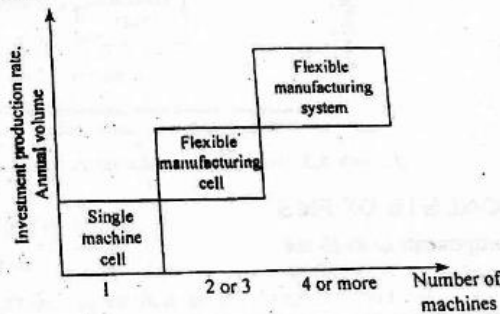 Investment production rate,
Annual volume
Flexible
manufacturing
system
Flexible
manufacturing
cell
Single
machine
cell
1
2 or 3
4 or more
Number of
machines